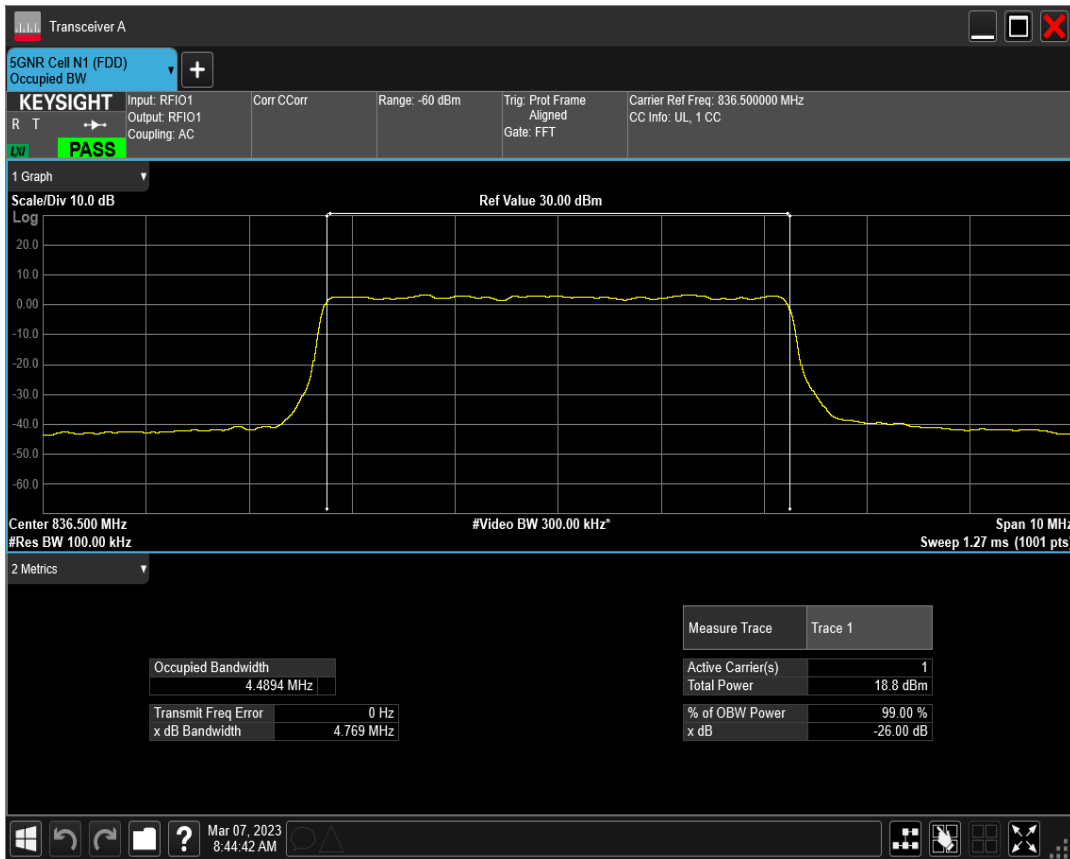 Transceiver A
5GNR Cell N1 (FDD)
Occupied BW
+
KEYSIGHT
R T
LXI
PASS
Input: RFIO1
Output: RFIO1
Coupling: AC
Corr CCorr
Range: -60 dBm
Trig: Prot Frame
Aligned
Gate: FFT
Carrier Ref Freq: 836.500000 MHz
CC Info: UL, 1 CC
1 Graph
Scale/Div 10.0 dB
Ref Value 30.00 dBm
Log
20.0
10.0
0.00
-10.0
-20.0
-30.0
-40.0
-50.0
-60.0
Center 836.500 MHz
#Video BW 300.00 kHz*
Span 10 MHz
#Res BW 100.00 kHz
Sweep 1.27 ms (1001 pts)
2 Metrics
Measure Trace Trace 1
Occupied Bandwidth
4.4894 MHz
Active Carrier(s) 1
Total Power 18.8 dBm
Transmit Freq Error 0 Hz
x dB Bandwidth 4.769 MHz
% of OBW Power 99.00 %
x dB -26.00 dB
?
Mar 07, 2023
8:44:42 AM